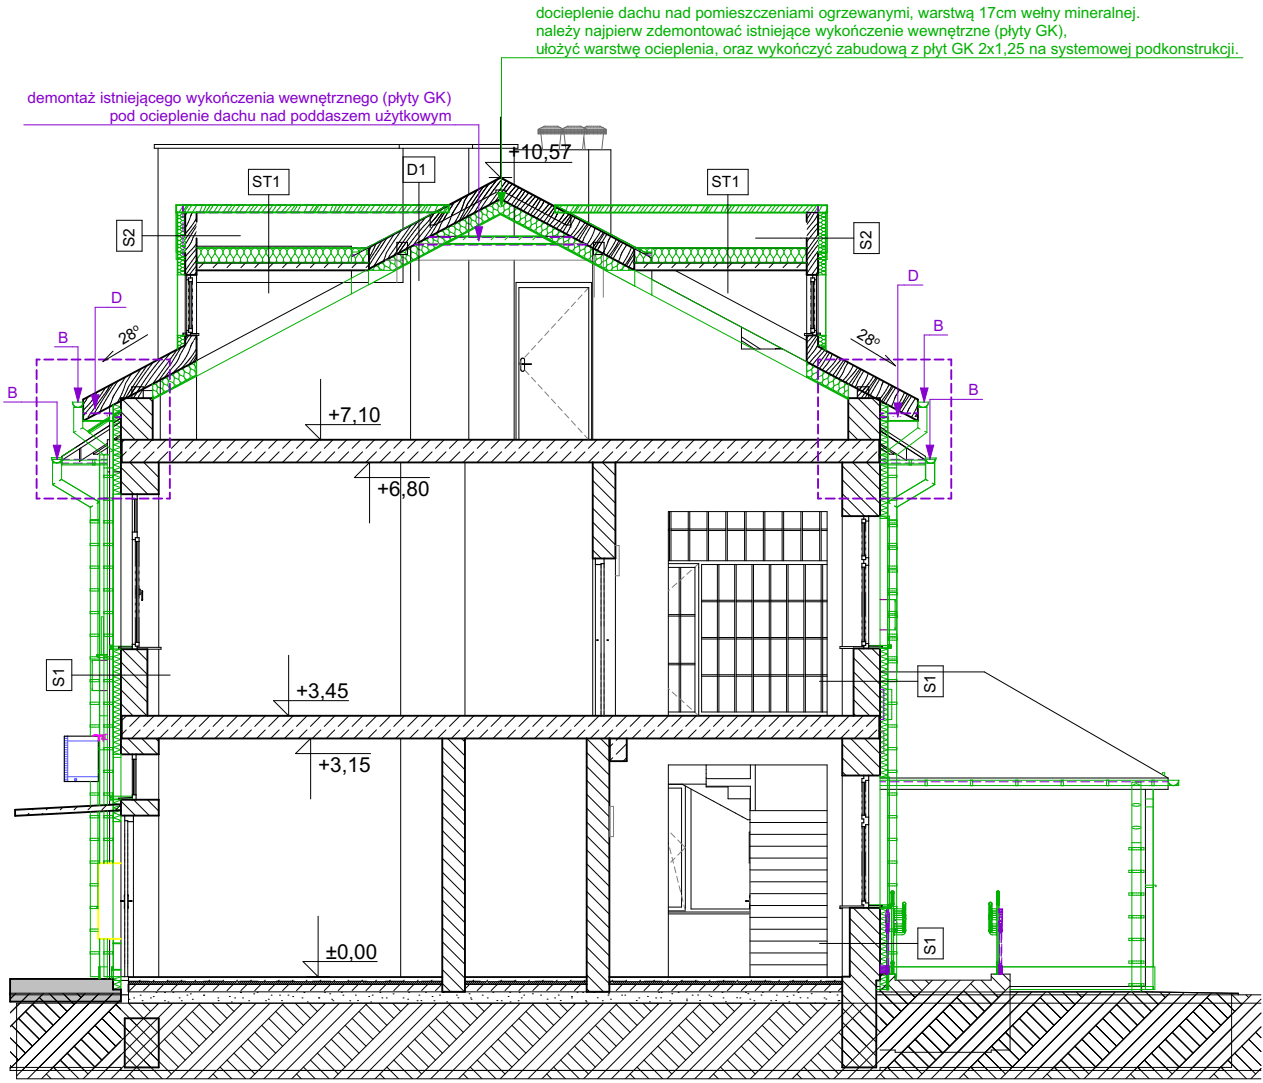 docieplenie dachu nad pomieszczeniami ogrzewanymi, warstwą 17cm wełny mineralnej.
należy najpierw zdemontować istniejące wykończenie wewnętrzne (płyty GK),
ułożyć warstwę ocieplenia, oraz wykończyć zabudową z płyt GK 2x1,25 na systemowej podkonstrukcji.
demontaż istniejącego wykończenia wewnętrznego (płyty GK)
pod ocieplenie dachu nad poddaszem użytkowym
+10,57
D1
ST1
ST1
S2
S2
D
D
28°
28°
B
B
B
B
+7,10
+6,80
S1
S1
+3,45
+3,15
±0,00
S1